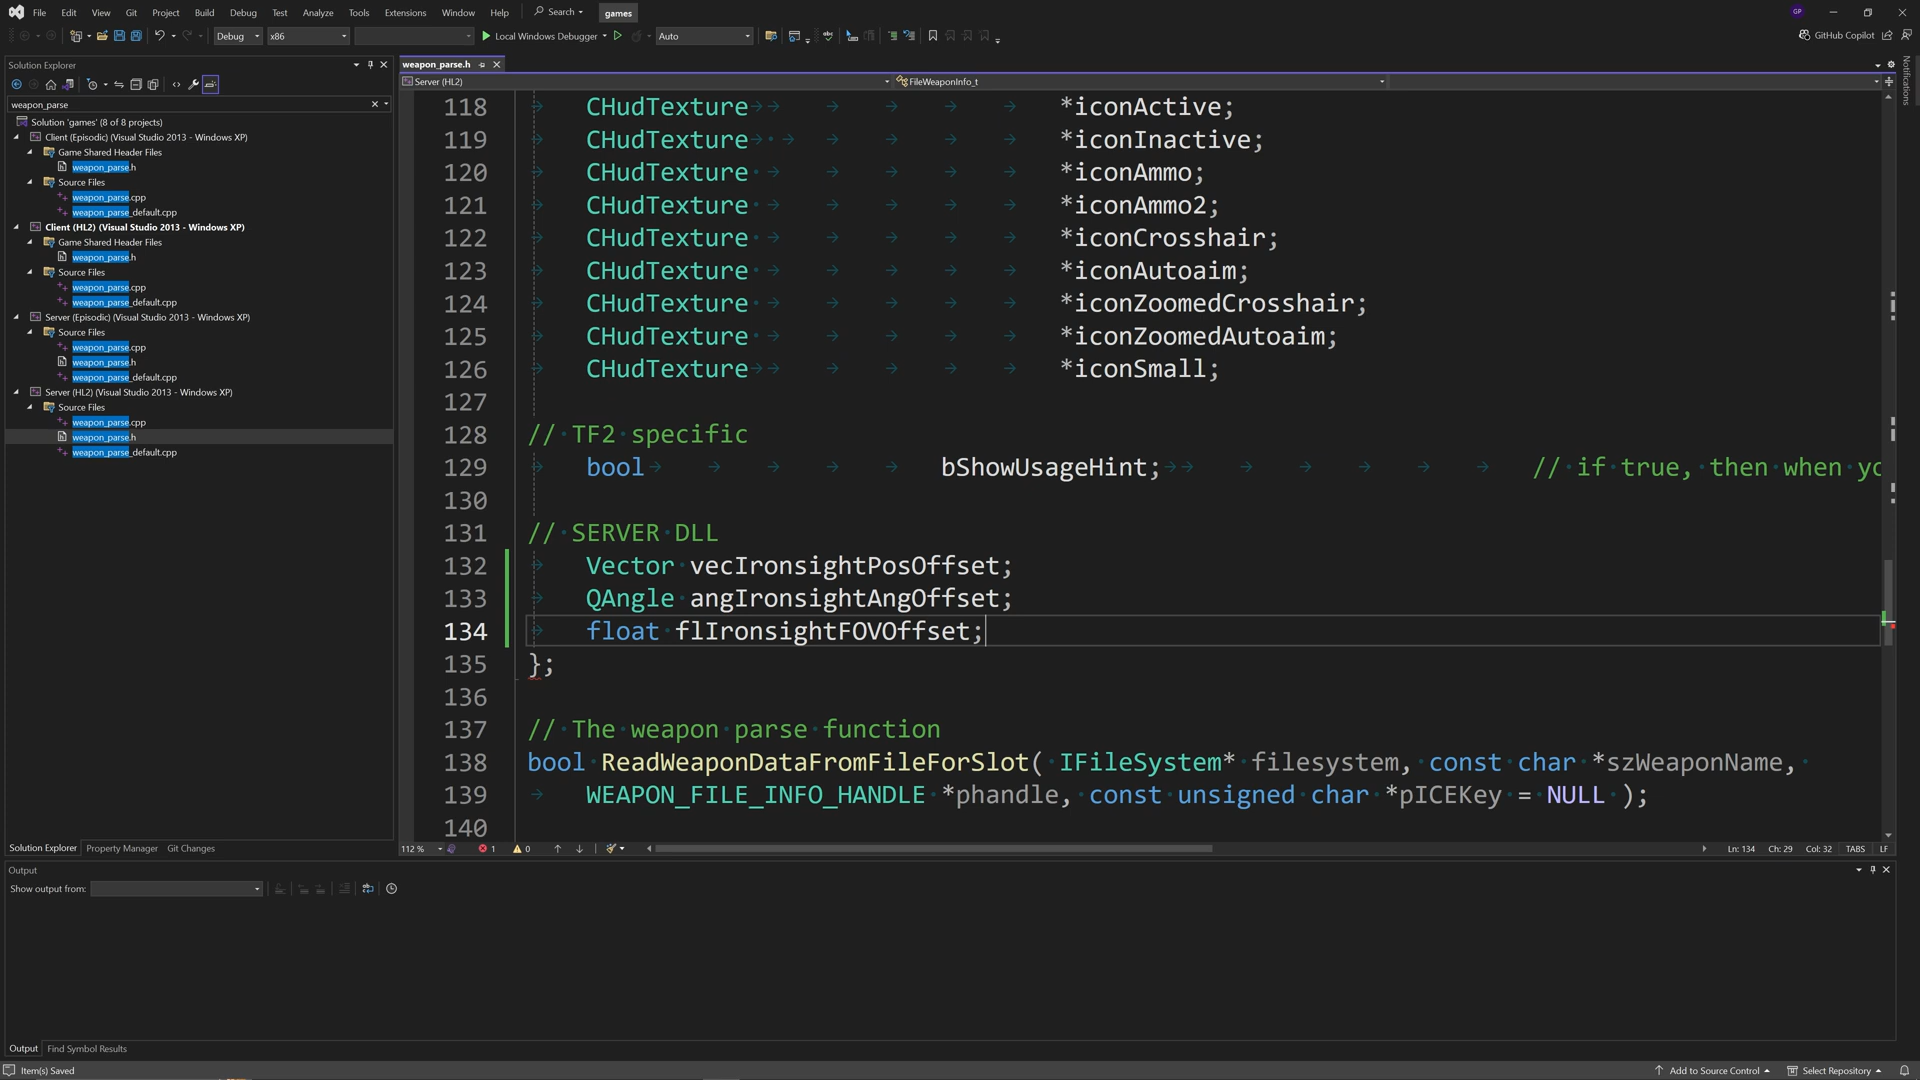 File Edit View Git Project Build Debug Test Analyze Tools Extensions Window Help Search games GP
Debug x86 Local Windows Debugger Auto GitHub Copilot
Solution Explorer
weapon_parse
Solution 'games' (8 of 8 projects)
Client (Episodic) (Visual Studio 2013 - Windows XP)
Game Shared Header Files
weapon_parse.h
Source Files
weapon_parse.cpp
weapon_parse_default.cpp
Client (HL2) (Visual Studio 2013 - Windows XP)
Game Shared Header Files
weapon_parse.h
Source Files
weapon_parse.cpp
weapon_parse_default.cpp
Server (Episodic) (Visual Studio 2013 - Windows XP)
Source Files
weapon_parse.cpp
weapon_parse.h
weapon_parse_default.cpp
Server (HL2) (Visual Studio 2013 - Windows XP)
Source Files
weapon_parse.cpp
weapon_parse.h
weapon_parse_default.cpp
Solution Explorer Property Manager Git Changes
weapon_parse.h
Server (HL2) FileWeaponInfo_t
118 CHudTexture *iconActive;
119 CHudTexture *iconInactive;
120 CHudTexture *iconAmmo;
121 CHudTexture *iconAmmo2;
122 CHudTexture *iconCrosshair;
123 CHudTexture *iconAutoaim;
124 CHudTexture *iconZoomedCrosshair;
125 CHudTexture *iconZoomedAutoaim;
126 CHudTexture *iconSmall;
127
128 // TF2 specific
129 bool bShowUsageHint; // if true, then when yo
130
131 // SERVER DLL
132 Vector vecIronsightPosOffset;
133 QAngle angIronsightAngOffset;
134 float flIronsightFOVOffset;
135 };
136
137 // The weapon parse function
138 bool ReadWeaponDataFromFileForSlot( IFileSystem* filesystem, const char *szWeaponName,
139 WEAPON_FILE_INFO_HANDLE *phandle, const unsigned char *pICEKey = NULL );
140
112 % 1 0 Ln: 134 Ch: 29 Col: 32 TABS LF
Notifications
Output
Show output from:
Output Find Symbol Results
Item(s) Saved Add to Source Control Select Repository